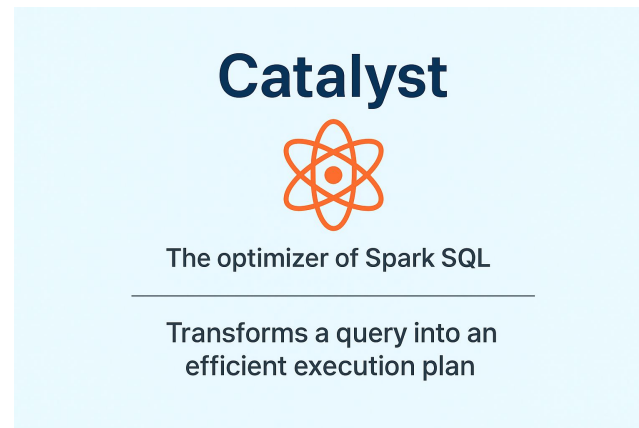 Catalyst
The optimizer of Spark SQL
Transforms a query into an
efficient execution plan